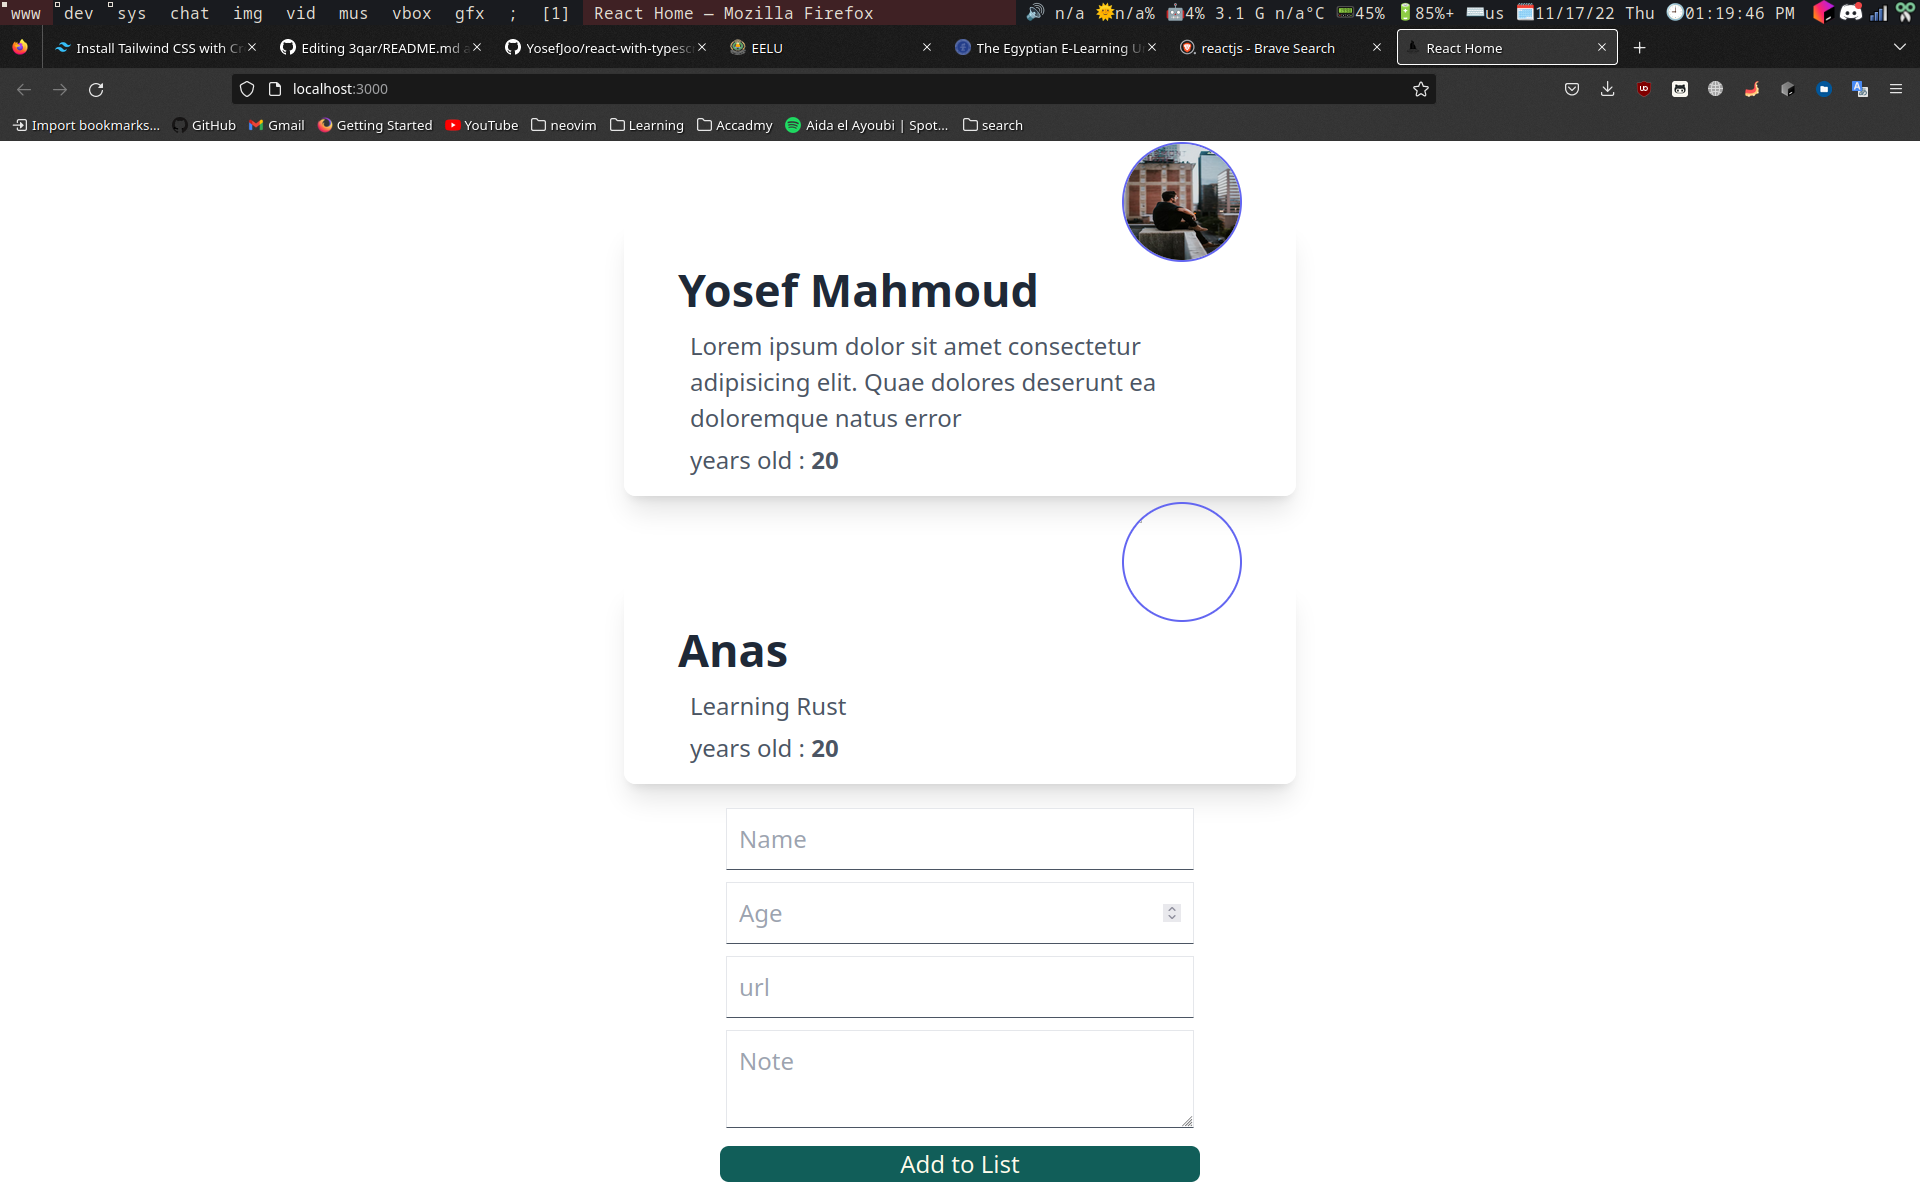 www dev sys chat img vid mus vbox gfx ; [1] React Home — Mozilla Firefox n/a n/a% 4% 3.1 G n/a°C 45% 85%+ us 11/17/22 Thu 01:19:46 PM
Install Tailwind CSS with Cr Editing 3qar/README.md a YosefJoo/react-with-typesc EELU The Egyptian E-Learning U reactjs - Brave Search React Home
localhost:3000
Import bookmarks... GitHub Gmail Getting Started YouTube neovim Learning Accadmy Aida el Ayoubi | Spot... search
Yosef Mahmoud
Lorem ipsum dolor sit amet consectetur
adipisicing elit. Quae dolores deserunt ea
doloremque natus error
years old : 20
Anas
Learning Rust
years old : 20
Name
Age
url
Note
Add to List